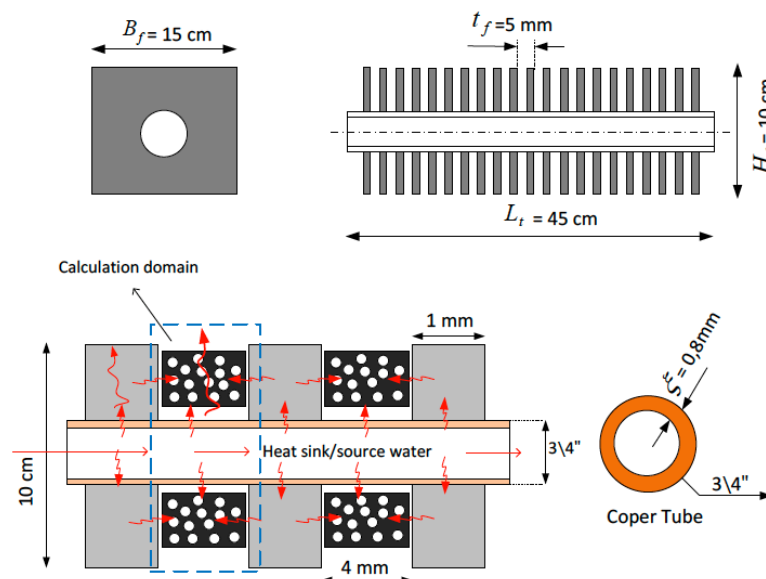 B_f = 15 cm
t_f =5 mm
L_t = 45 cm
Calculation domain
1 mm
ξ = 0,8mm
10 cm
Heat sink/source water
3\4"
3\4"
Coper Tube
4 mm